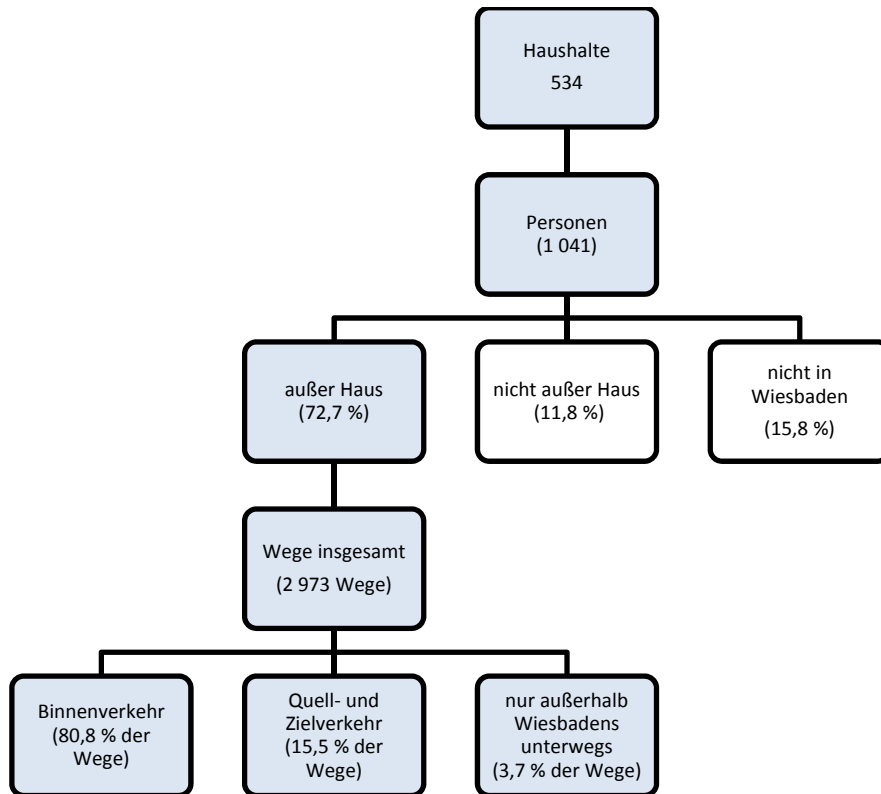 Haushalte
534
Personen
(1 041)
außer Haus
(72,7 %)
nicht außer Haus
(11,8 %)
nicht in
Wiesbaden
(15,8 %)
Wege insgesamt
(2 973 Wege)
Binnenverkehr
(80,8 % der
Wege)
Quell- und
Zielverkehr
(15,5 % der
Wege)
nur außerhalb
Wiesbadens
unterwegs
(3,7 % der Wege)